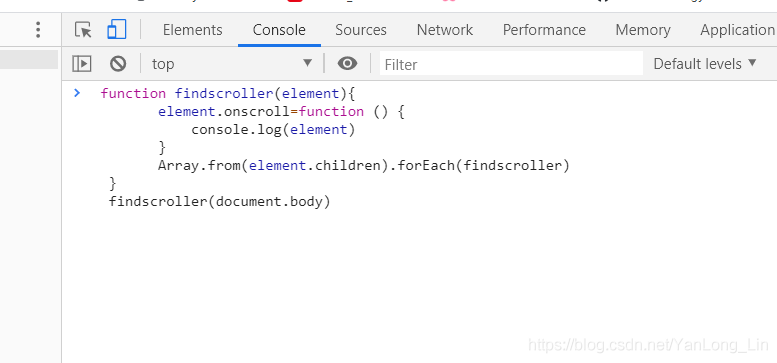 Elements Console Sources Network Performance Memory Application
top Filter Default levels
function findscroller(element){
element.onscroll=function () {
console.log(element)
}
Array.from(element.children).forEach(findscroller)
}
findscroller(document.body)
https://blog.csdn.net/YanLong_Lin